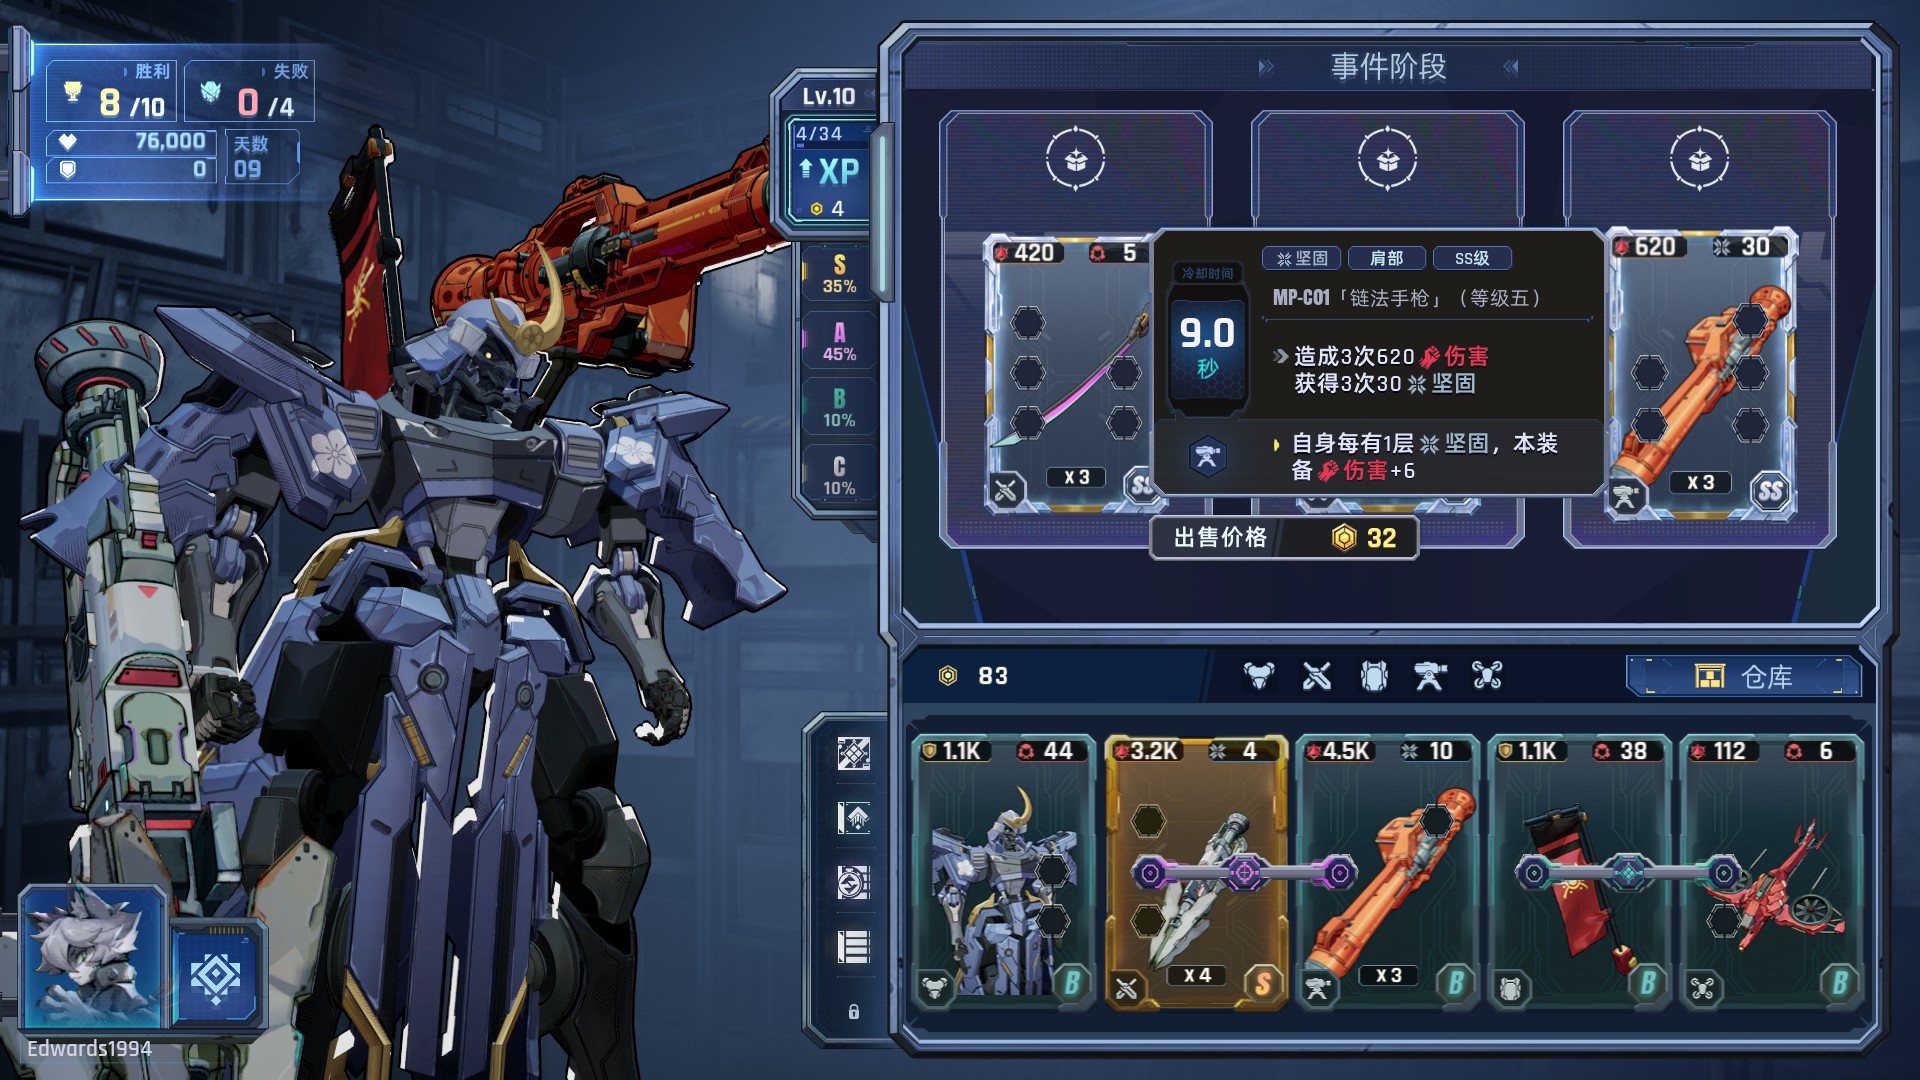 胜利
8 /10
失败
0 /4
76,000
0
天数
09
Lv.10
4/34
XP
4
S
35%
A
45%
B
10%
C
10%
事件阶段
420
5
x3
冷却时间
9.0
秒
坚固
肩部
SS级
MP-C01「链法手枪」（等级五）
造成3次620伤害
获得3次30坚固
自身每有1层坚固，本装
备伤害+6
出售价格
32
620
30
x3
SS
83
仓库
1.1K
44
B
3.2K
4
x4
S
4.5K
10
x3
B
1.1K
38
B
112
6
B
Edwards1994